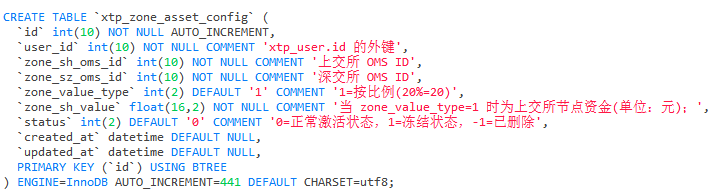 CREATE TABLE `xtp_zone_asset_config` (
`id` int(10) NOT NULL AUTO_INCREMENT,
`user_id` int(10) NOT NULL COMMENT 'xtp_user.id 的外键',
`zone_sh_oms_id` int(10) NOT NULL COMMENT '上交所 OMS ID',
`zone_sz_oms_id` int(10) NOT NULL COMMENT '深交所 OMS ID',
`zone_value_type` int(2) DEFAULT '1' COMMENT '1=按比例(20%=20)',
`zone_sh_value` float(16,2) NOT NULL COMMENT '当 zone_value_type=1 时为上交所节点资金(单位：元)；',
`status` int(2) DEFAULT '0' COMMENT '0=正常激活状态，1=冻结状态，-1=已删除',
`created_at` datetime DEFAULT NULL,
`updated_at` datetime DEFAULT NULL,
PRIMARY KEY (`id`) USING BTREE
) ENGINE=InnoDB AUTO_INCREMENT=441 DEFAULT CHARSET=utf8;